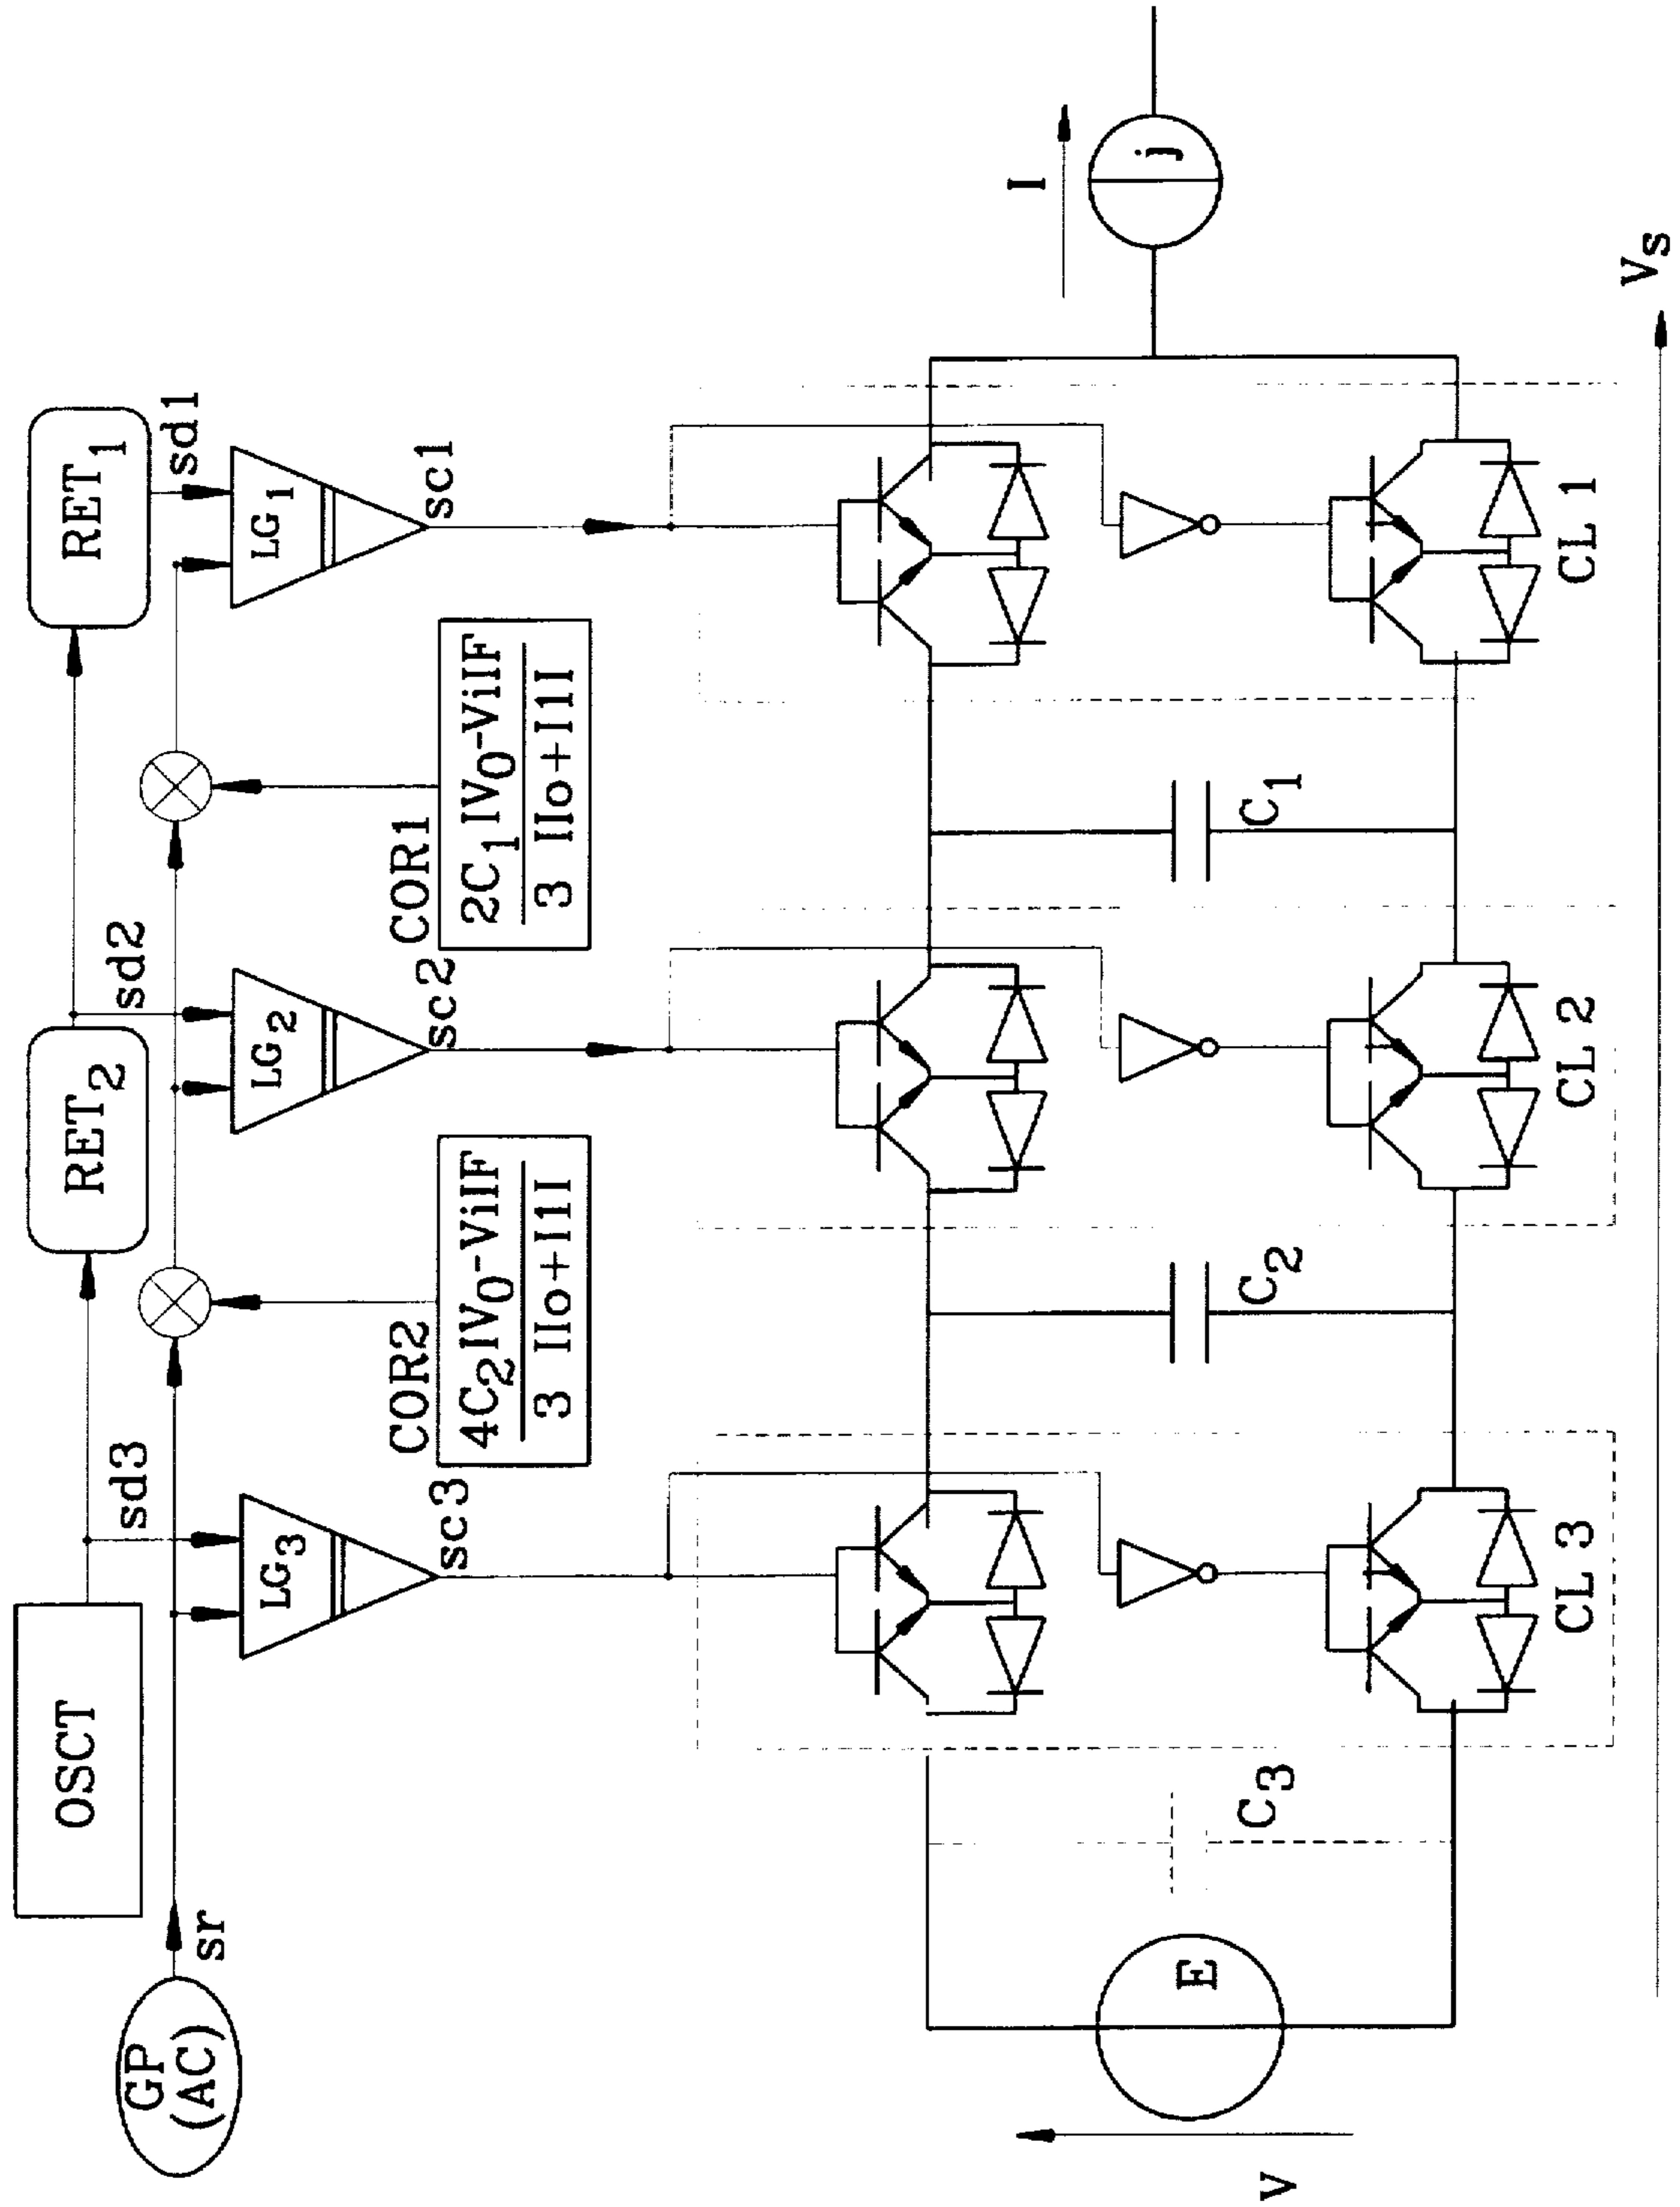 OSCT
RET₂
RET₁
GP
(AC)
sr
sd3
sd2
sd1
LG₃
LG₂
LG₁
sc3
sc2
sc1
COR2
4C₂IV₀-ViIF
3 IIo+I1I
COR1
2C₁IV₀-ViIF
3 IIo+I1I
I
j
E
V
C₃
C₂
C₁
CL 3
CL 2
CL 1
Vs